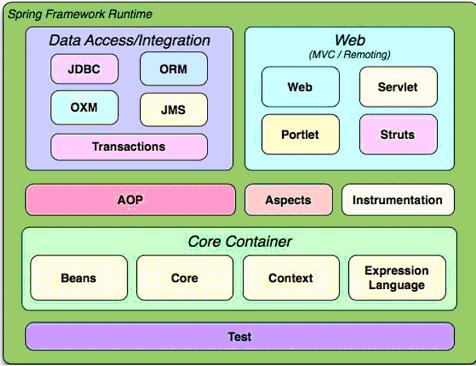 Spring Framework Runtime
Data Access/Integration
JDBC
ORM
OXM
JMS
Transactions
Web
(MVC / Remoting)
Web
Servlet
Portlet
Struts
AOP
Aspects
Instrumentation
Core Container
Beans
Core
Context
Expression
Language
Test